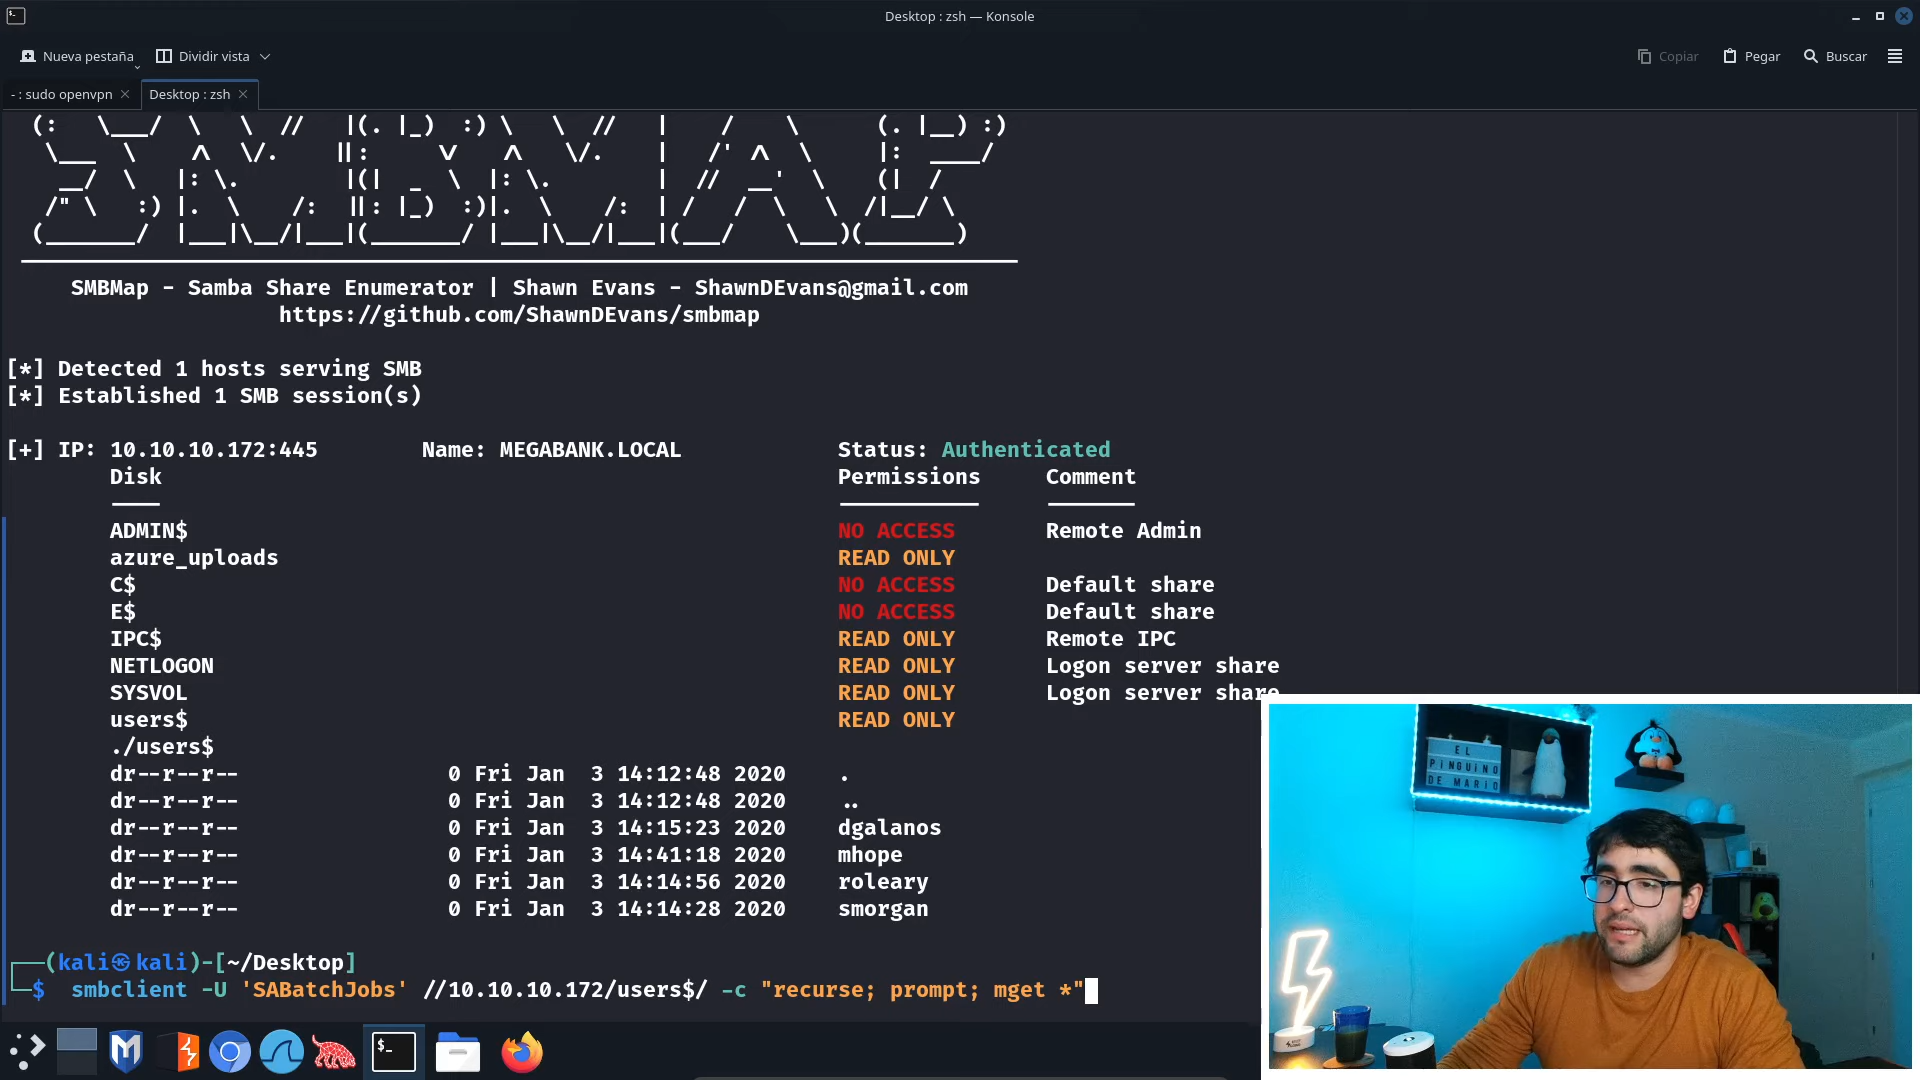 Desktop : zsh — Konsole
Nueva pestaña
Dividir vista
Copiar
Pegar
Buscar
- : sudo openvpn
Desktop : zsh
SMBMap - Samba Share Enumerator | Shawn Evans - ShawnDEvans@gmail.com
https://github.com/ShawnDEvans/smbmap
[*] Detected 1 hosts serving SMB
[*] Established 1 SMB session(s)
[+] IP: 10.10.10.172:445 Name: MEGABANK.LOCAL Status: Authenticated
Disk Permissions Comment
---- ----------- -------
ADMIN$ NO ACCESS Remote Admin
azure_uploads READ ONLY
C$ NO ACCESS Default share
E$ NO ACCESS Default share
IPC$ READ ONLY Remote IPC
NETLOGON READ ONLY Logon server share
SYSVOL READ ONLY Logon server share
users$ READ ONLY
./users$
dr--r--r-- 0 Fri Jan 3 14:12:48 2020 .
dr--r--r-- 0 Fri Jan 3 14:12:48 2020 ..
dr--r--r-- 0 Fri Jan 3 14:15:23 2020 dgalanos
dr--r--r-- 0 Fri Jan 3 14:41:18 2020 mhope
dr--r--r-- 0 Fri Jan 3 14:14:56 2020 roleary
dr--r--r-- 0 Fri Jan 3 14:14:28 2020 smorgan
┌──(kali㉿kali)-[~/Desktop]
└─$ smbclient -U 'SABatchJobs' //10.10.10.172/users$/ -c "recurse; prompt; mget *"
EL
PINGUINO
DE MARIO